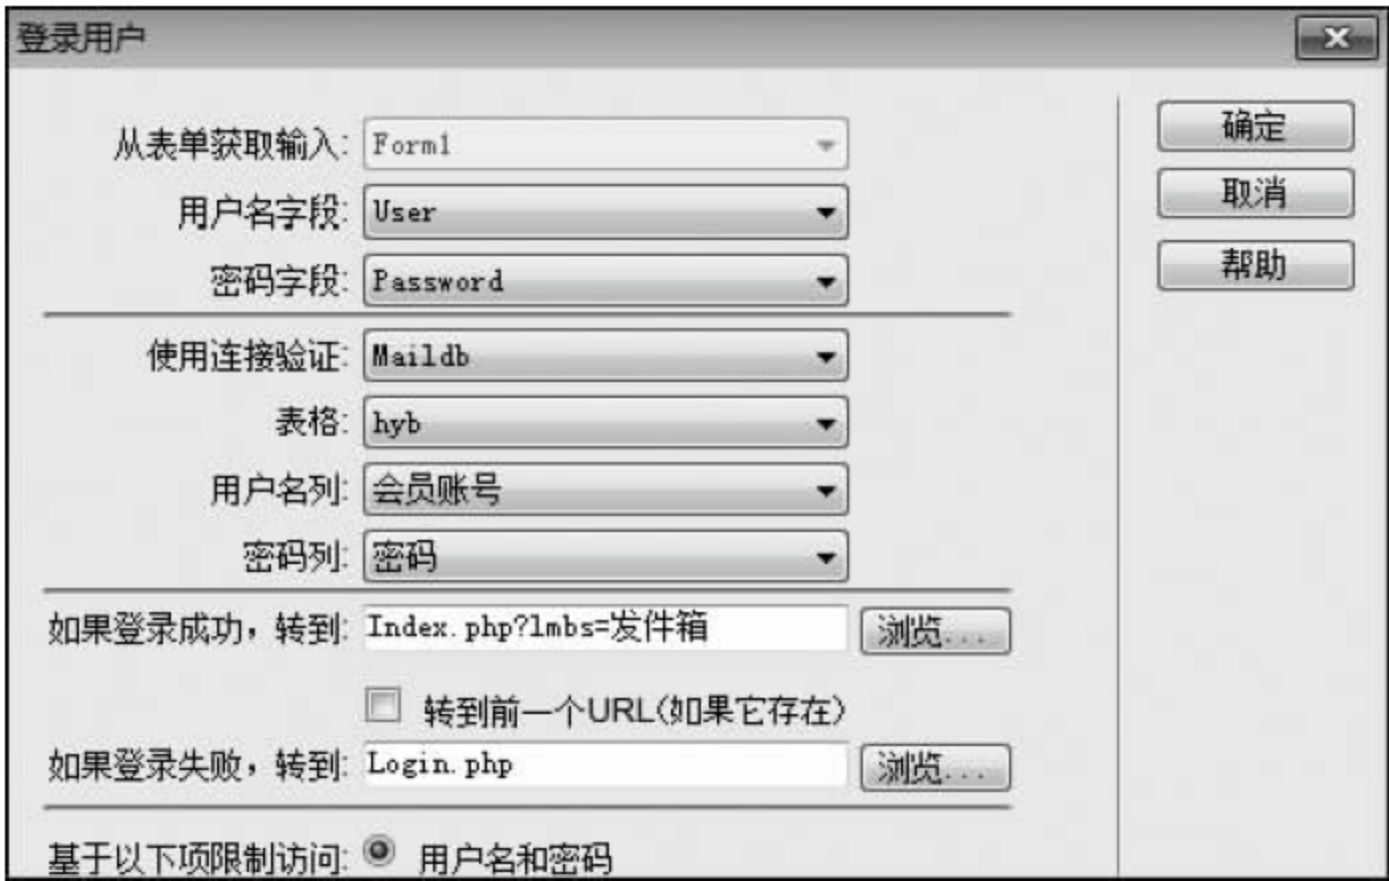 登录用户
从表单获取输入: Form1
用户名字段: User
密码字段: Password
使用连接验证: Maildb
表格: hyb
用户名列: 会员账号
密码列: 密码
如果登录成功，转到: Index.php?lmbs=发件箱 浏览...
转到前一个URL(如果它存在)
如果登录失败，转到: Login.php 浏览...
基于以下项限制访问: 用户名和密码
确定
取消
帮助